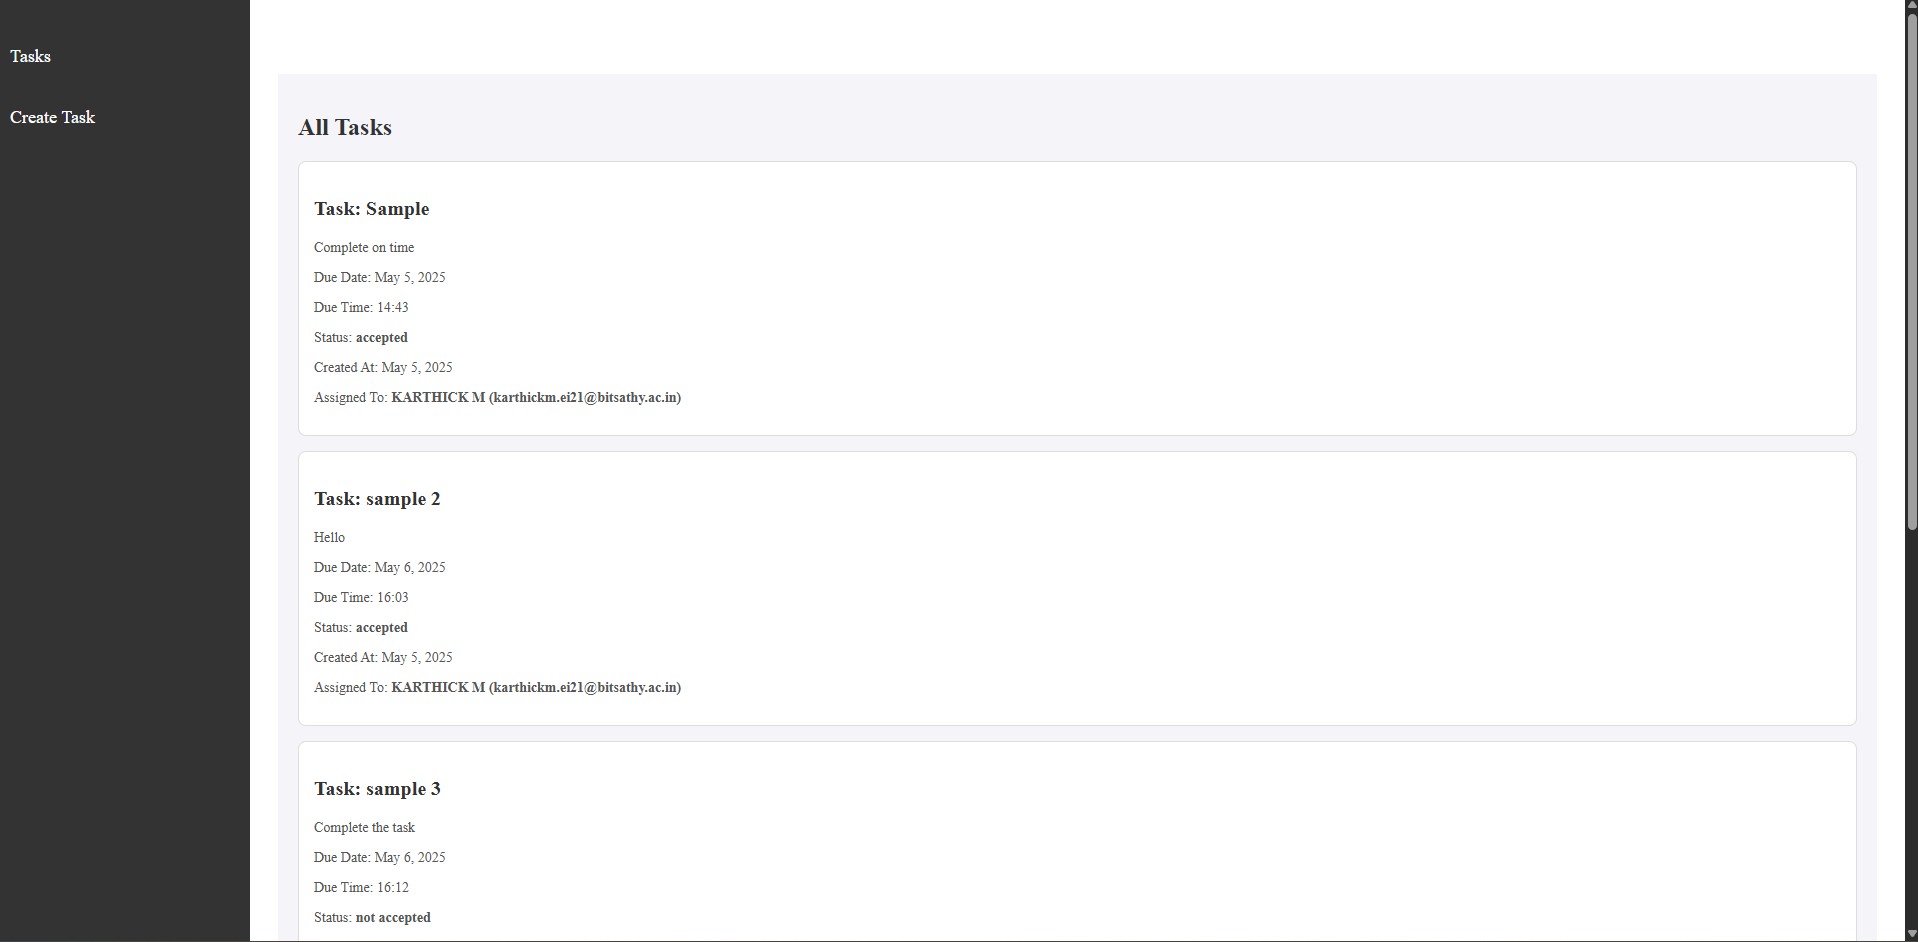 Tasks
Create Task
All Tasks
Task: Sample
Complete on time
Due Date: May 5, 2025
Due Time: 14:43
Status: accepted
Created At: May 5, 2025
Assigned To: KARTHICK M (karthickm.ei21@bitsathy.ac.in)
Task: sample 2
Hello
Due Date: May 6, 2025
Due Time: 16:03
Status: accepted
Created At: May 5, 2025
Assigned To: KARTHICK M (karthickm.ei21@bitsathy.ac.in)
Task: sample 3
Complete the task
Due Date: May 6, 2025
Due Time: 16:12
Status: not accepted